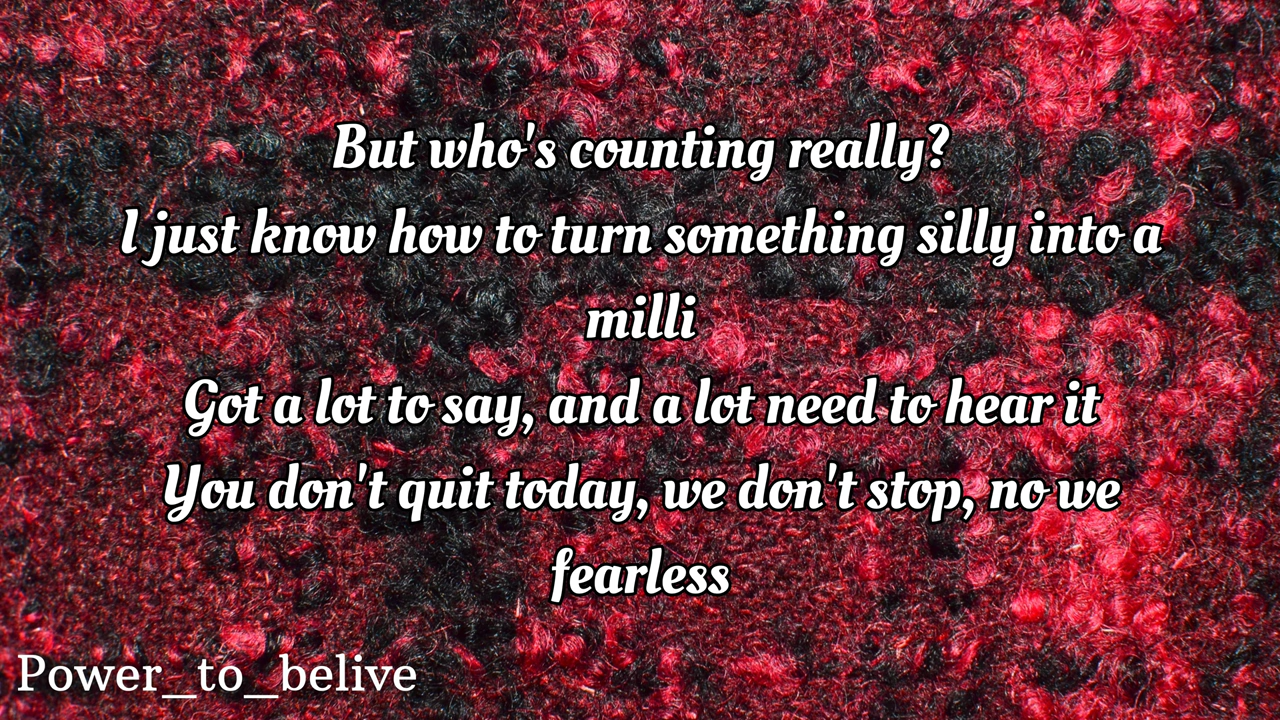 But who's counting really?
I just know how to turn something silly into a
milli
Got a lot to say, and a lot need to hear it
You don't quit today, we don't stop, no we
fearless
Power_to_belive